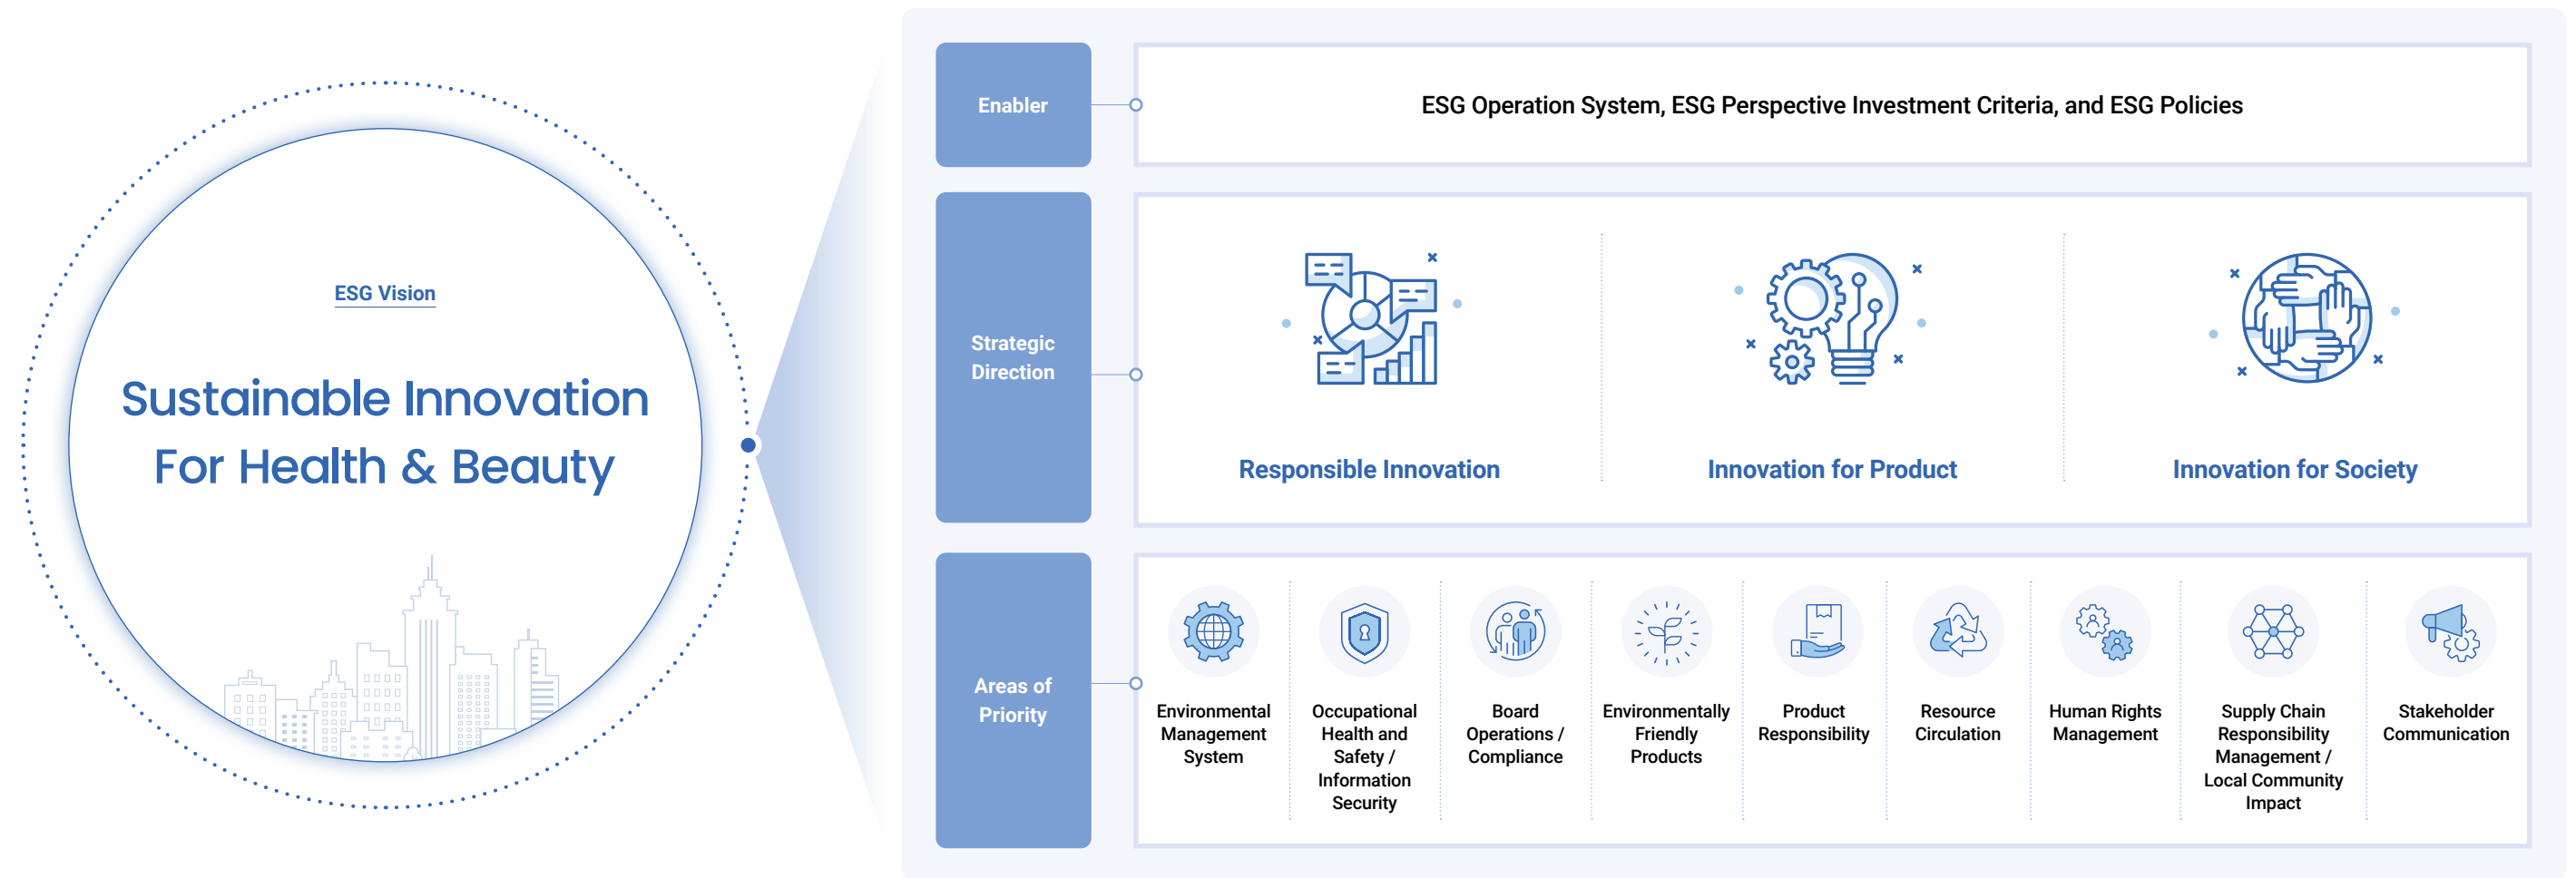 ESG Vision
Sustainable Innovation
For Health & Beauty
Enabler
ESG Operation System, ESG Perspective Investment Criteria, and ESG Policies
Strategic
Direction
Responsible Innovation
Innovation for Product
Innovation for Society
Areas of
Priority
Environmental
Management
System
Occupational
Health and
Safety /
Information
Security
Board
Operations /
Compliance
Environmentally
Friendly
Products
Product
Responsibility
Resource
Circulation
Human Rights
Management
Supply Chain
Responsibility
Management /
Local Community
Impact
Stakeholder
Communication